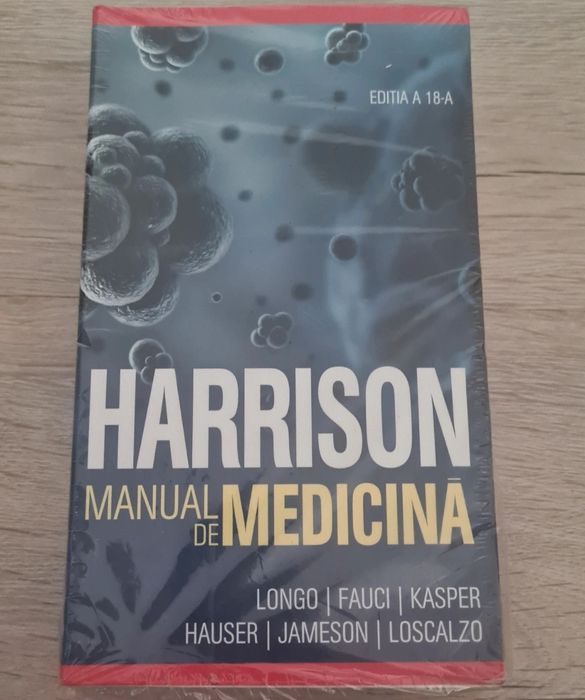 EDITIA A 18-A
HARRISON
MANUAL DE MEDICINĂ
LONGO | FAUCI | KASPER
HAUSER | JAMESON | LOSCALZO